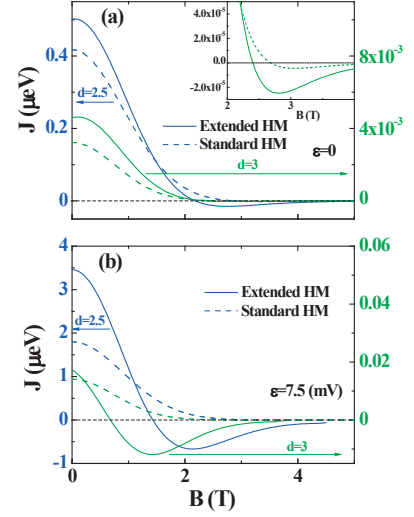 (a)
4.0x10⁻⁵
2.0x10⁻⁵
0.0
-2.0x10⁻⁵
2 3
B(T)
0.4
0.2
0
J (μeV)
d=2.5
Extended HM
Standard HM
d=3
ε=0
8×10⁻³
4×10⁻³
0
(b)
4
3
2
1
0
-1
J (μeV)
d=2.5
Extended HM
Standard HM
ε=7.5 (mV)
d=3
0.06
0.04
0.02
0
0 2 4
B (T)